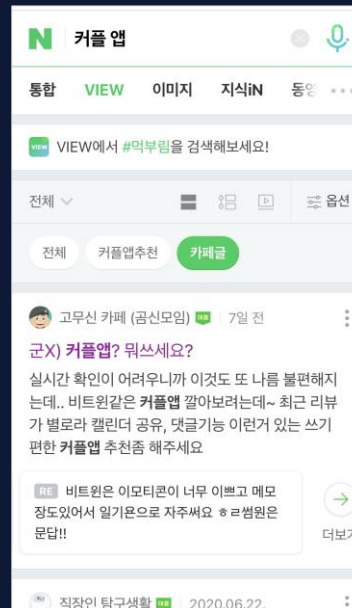 N 커플 앱
통합 VIEW 이미지 지식iN 동영
VIEW VIEW에서 #먹부림을 검색해보세요!
전체 옵션
전체 커플앱추천 카페글
고무신 카페 (곰신모임) 대표 7일 전
군X) 커플앱? 뭐쓰세요?
실시간 확인이 어려우니까 이것도 또 나름 불편해지
는데.. 비트윈같은 커플앱 깔아보려는데~ 최근 리뷰
가 별로라 캘린더 공유, 댓글기능 이런거 있는 쓰기
편한 커플앱 추천좀 해주세요
RE 비트윈은 이모티콘이 너무 이쁘고 메모
장도있어서 일기욘으로 자주써요 ㅎㄹ썸원은
문답!!
더보기
직장인 탐구생활 대표 2020.06.22.